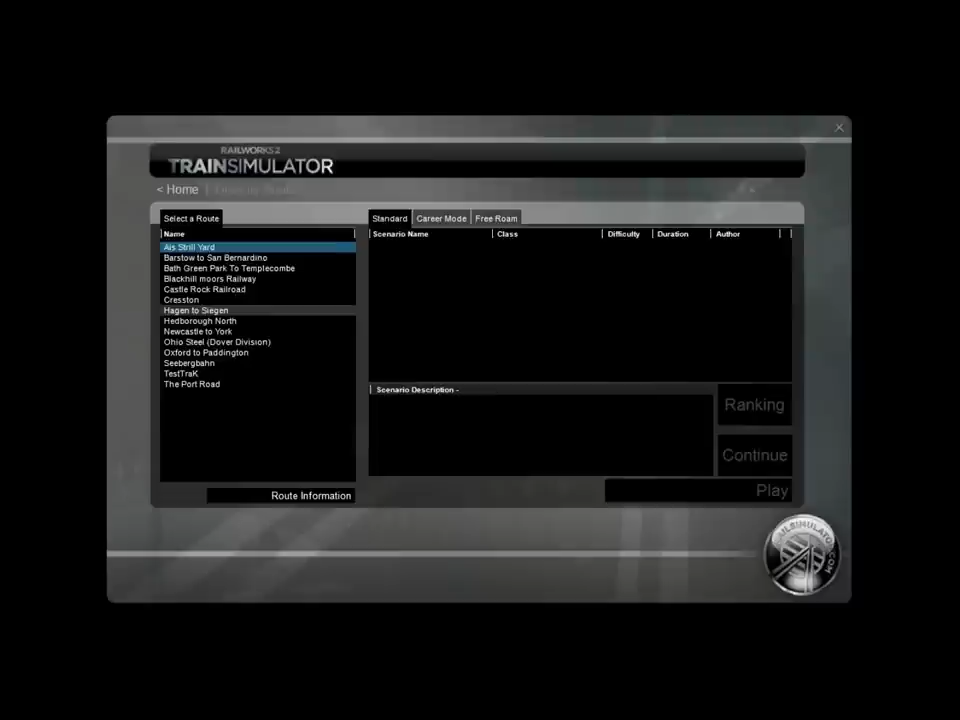 RAILWORKS2
TRAINSIMULATOR
< Home
Select a Route
Name
Ais Strill Yard
Barstow to San Bernardino
Bath Green Park To Templecombe
Blackhill moors Railway
Castle Rock Railroad
Cresston
Hagen to Siegen
Hedborough North
Newcastle to York
Ohio Steel (Dover Division)
Oxford to Paddington
Seebergbahn
TestTraK
The Port Road
Route Information
Standard
Career Mode
Free Roam
Scenario Name
Class
Difficulty
Duration
Author
Scenario Description -
Ranking
Continue
Play
RAILSIMULATOR.COM